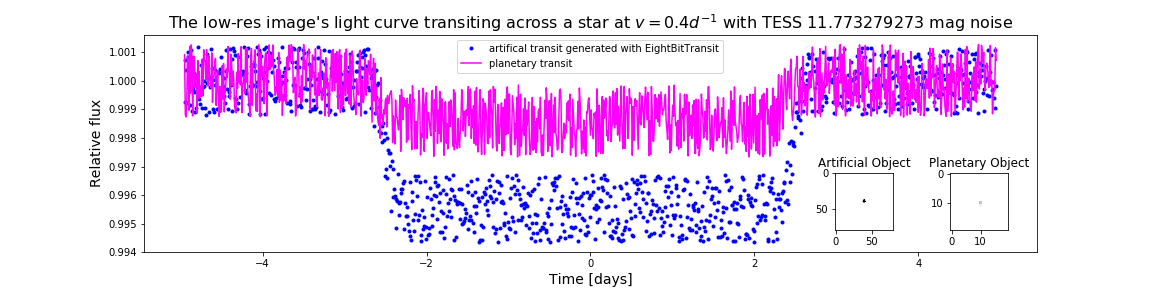 The low-res image's light curve transiting across a star at v = 0.4d⁻¹ with TESS 11.773279273 mag noise
artifical transit generated with EightBitTransit
planetary transit
Relative flux
1.001
1.000
0.999
0.998
0.997
0.996
0.995
0.994
Artificial Object
0
50
0 50
Planetary Object
0
10
0 10
−4 −2 0 2 4
Time [days]